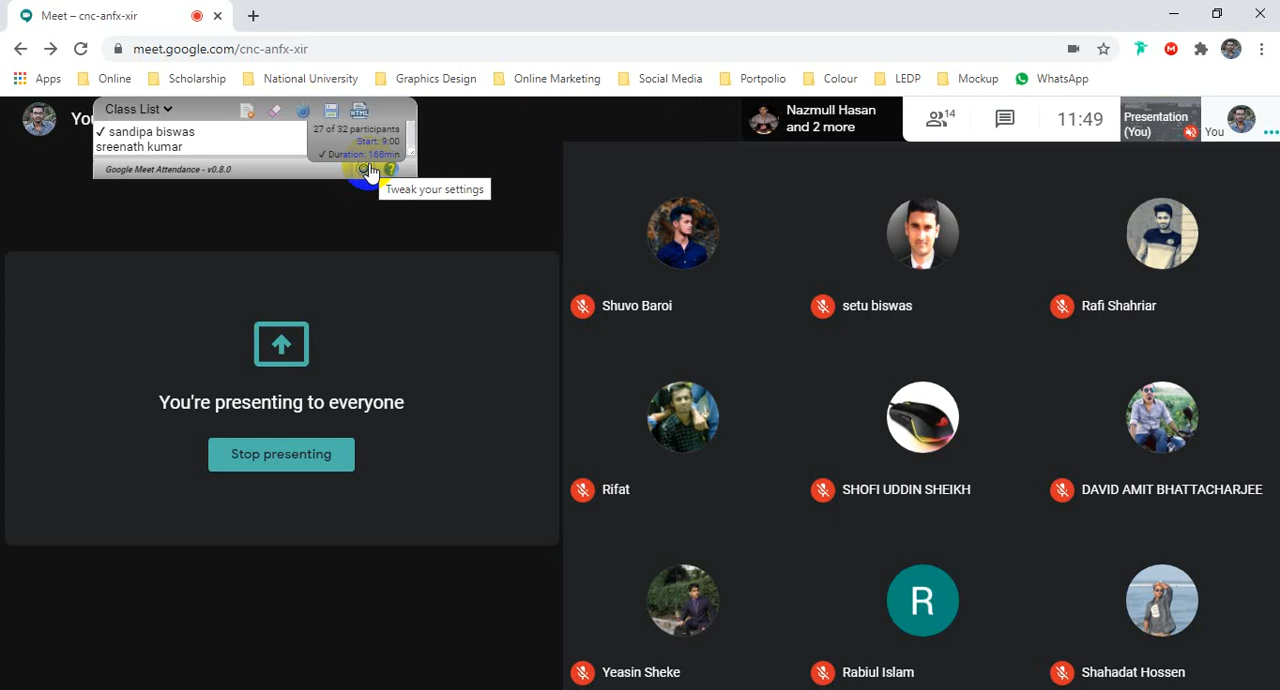 Meet – cnc-anfx-xir
meet.google.com/cnc-anfx-xir
Apps Online Scholarship National University Graphics Design Online Marketing Social Media Portpolio Colour LEDP Mockup WhatsApp
Class List
You
✓ sandipa biswas
sreenath kumar
27 of 32 participants
Start: 9:00
✓ Duration: 168min
Google Meet Attendance - v0.8.0
?
Tweak your settings
Nazmull Hasan
and 2 more
14
11:49
Presentation
(You)
You
You're presenting to everyone
Stop presenting
Shuvo Baroi
setu biswas
Rafi Shahriar
Rifat
SHOFI UDDIN SHEIKH
DAVID AMIT BHATTACHARJEE
R
Yeasin Sheke
Rabiul Islam
Shahadat Hossen